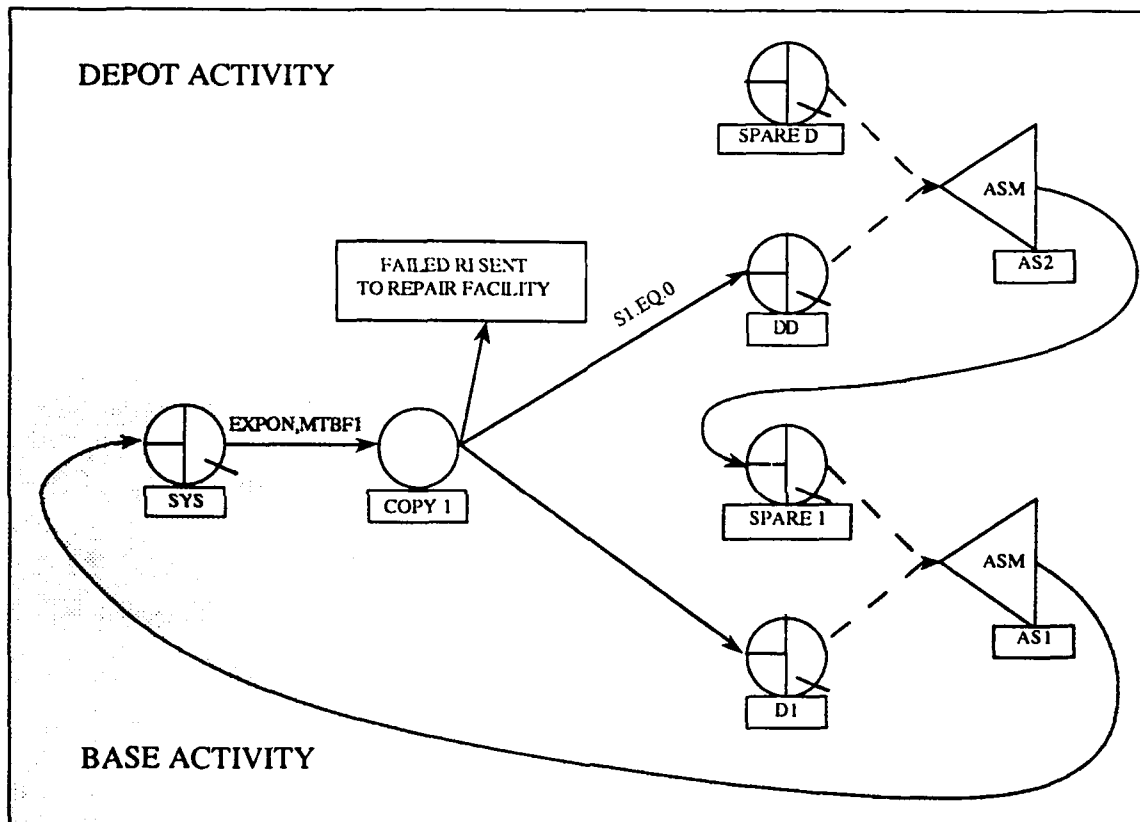 DEPOT ACTIVITY
SPARE D
ASM
AS2
FAILED RI SENT
TO REPAIR FACILITY
S1.EQ.0
DD
EXPON,MTBF1
SYS
COPY 1
SPARE 1
ASM
AS1
D1
BASE ACTIVITY